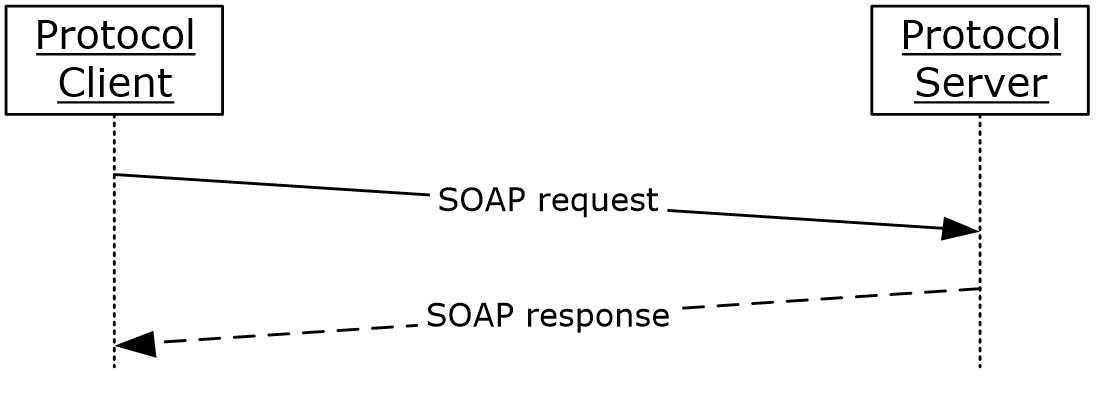 Protocol
Client
Protocol
Server
SOAP request
SOAP response